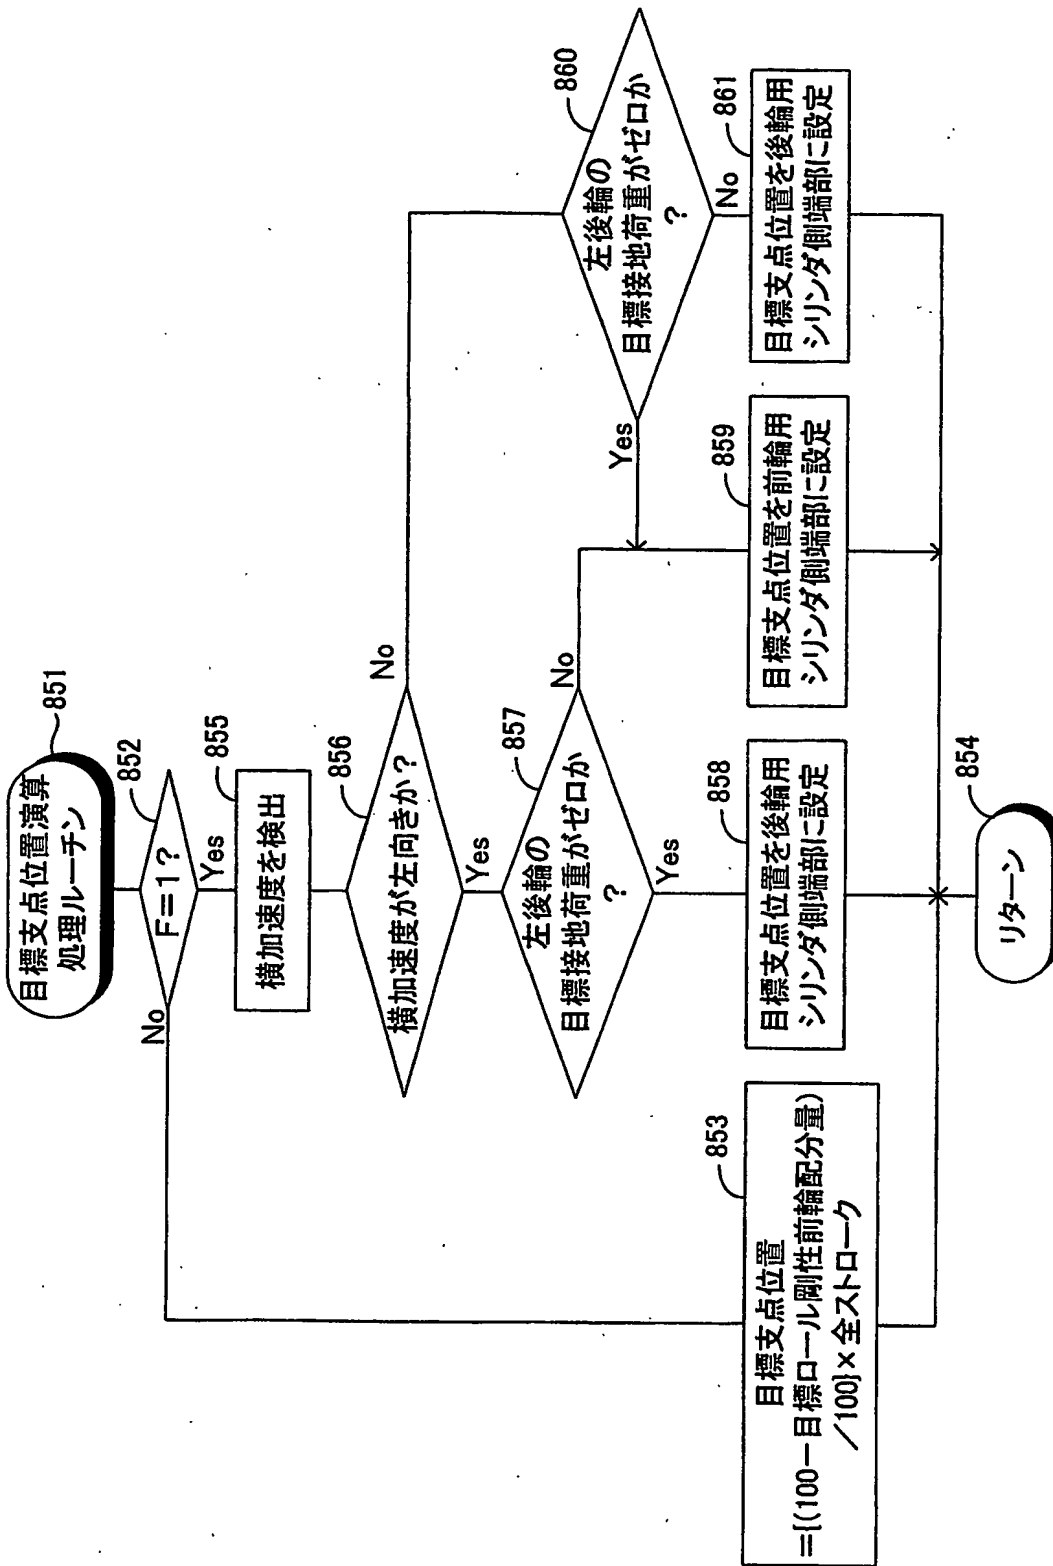 目標支点位置演算
処理ルーチン
851
F=1?
852
No
Yes
横加速度を検出
855
横加速度が左向きか?
856
No
Yes
左後輪の
目標接地荷重がゼロか
?
857
No
Yes
左後輪の
目標接地荷重がゼロか
?
860
Yes
No
目標支点位置
={(100-目標ロール剛性前輪配分量)
/100}×全ストローク
853
目標支点位置を後輪用
シリンダ側端部に設定
858
目標支点位置を前輪用
シリンダ側端部に設定
859
目標支点位置を後輪用
シリンダ側端部に設定
861
リターン
854